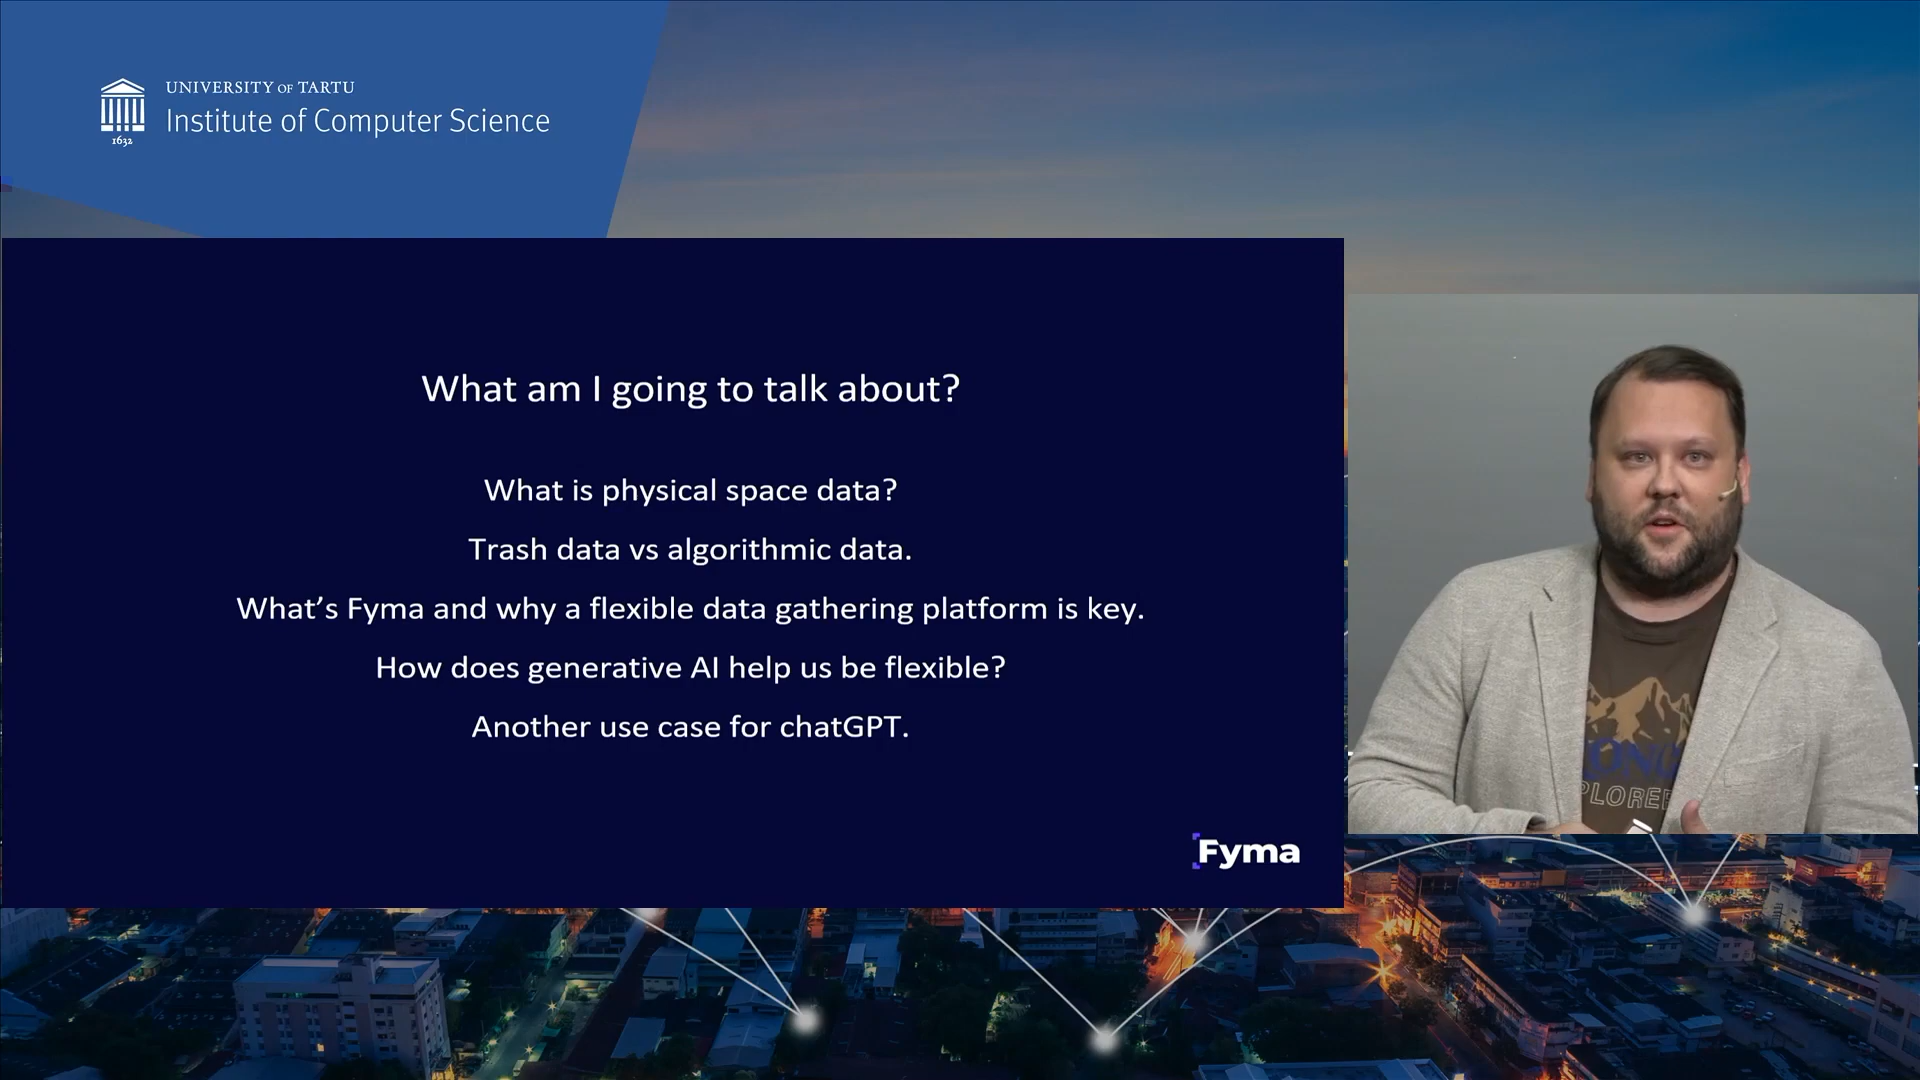 UNIVERSITY OF TARTU
Institute of Computer Science
1632
What am I going to talk about?
What is physical space data?
Trash data vs algorithmic data.
What’s Fyma and why a flexible data gathering platform is key.
How does generative AI help us be flexible?
Another use case for chatGPT.
Fyma